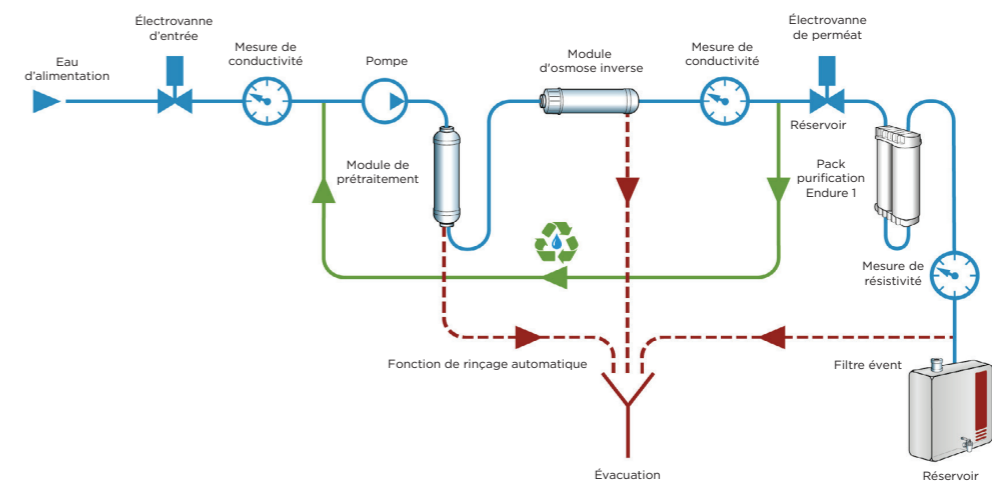 Eau
d'alimentation
Électrovanne
d'entrée
Mesure de
conductivité
Pompe
Module de
prétraitement
Module
d'osmose inverse
Mesure de
conductivité
Électrovanne
de perméat
Réservoir
Pack
purification
Endure 1
Mesure de
résistivité
Fonction de rinçage automatique
Filtre évent
Évacuation
Réservoir